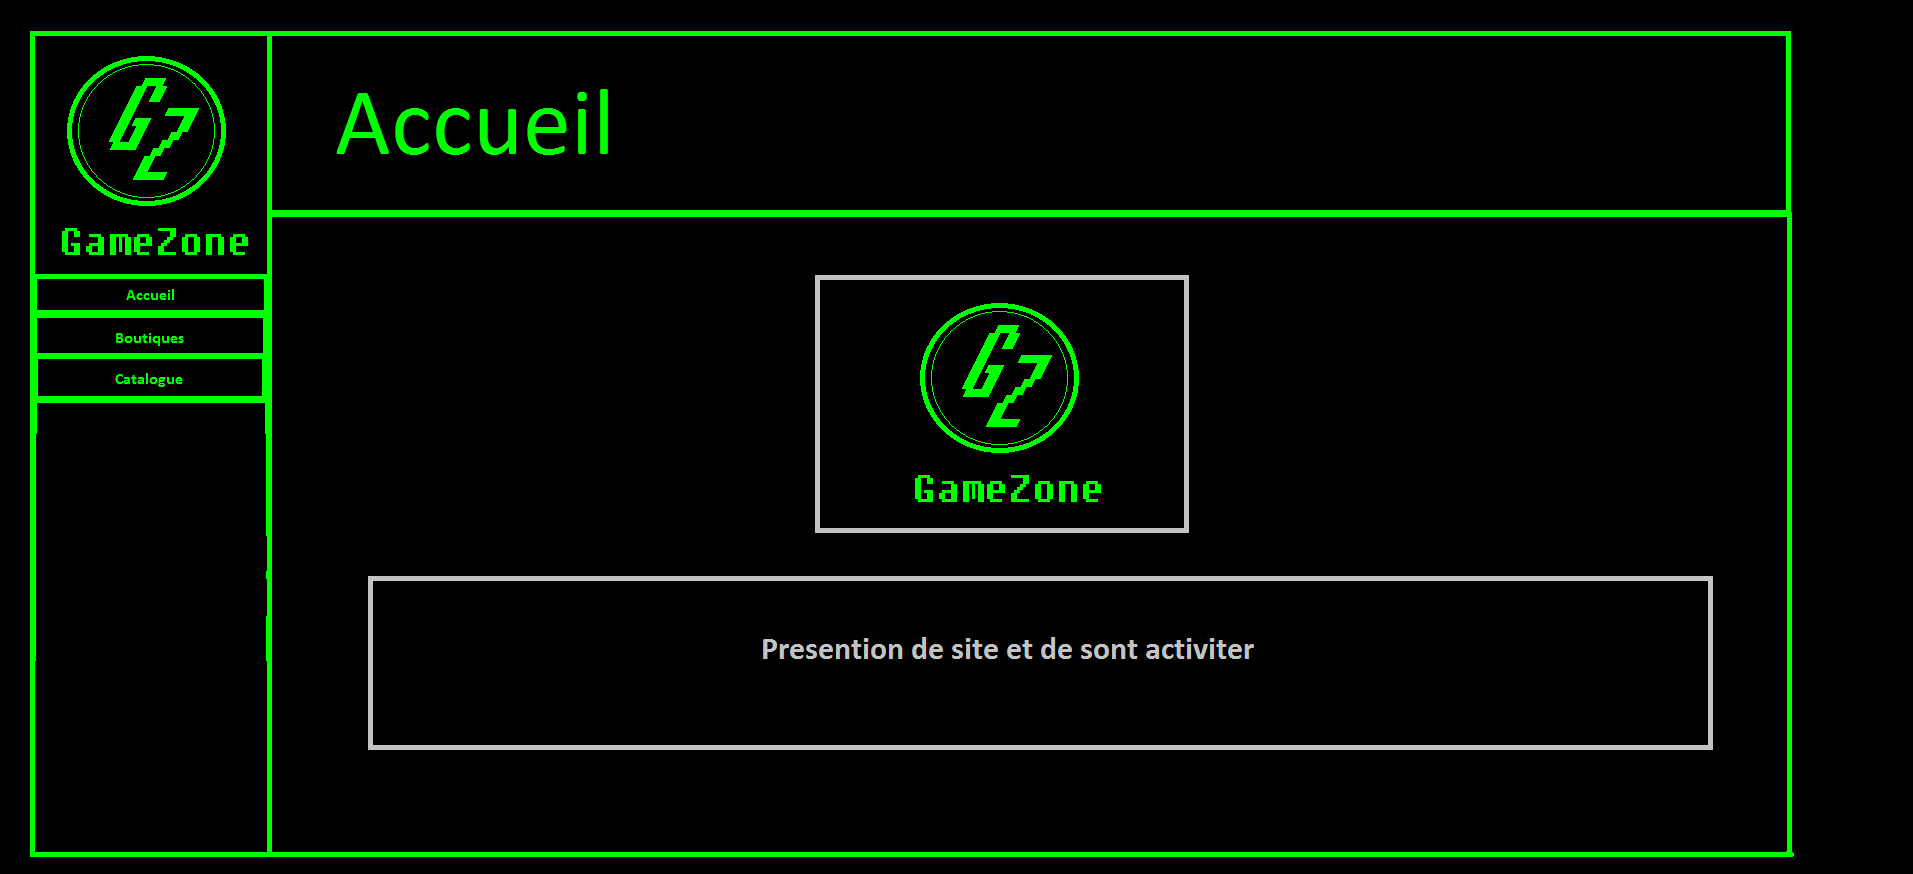 GZ
GameZone
Accueil
Accueil
Boutiques
Catalogue
GZ
GameZone
Presention de site et de sont activiter